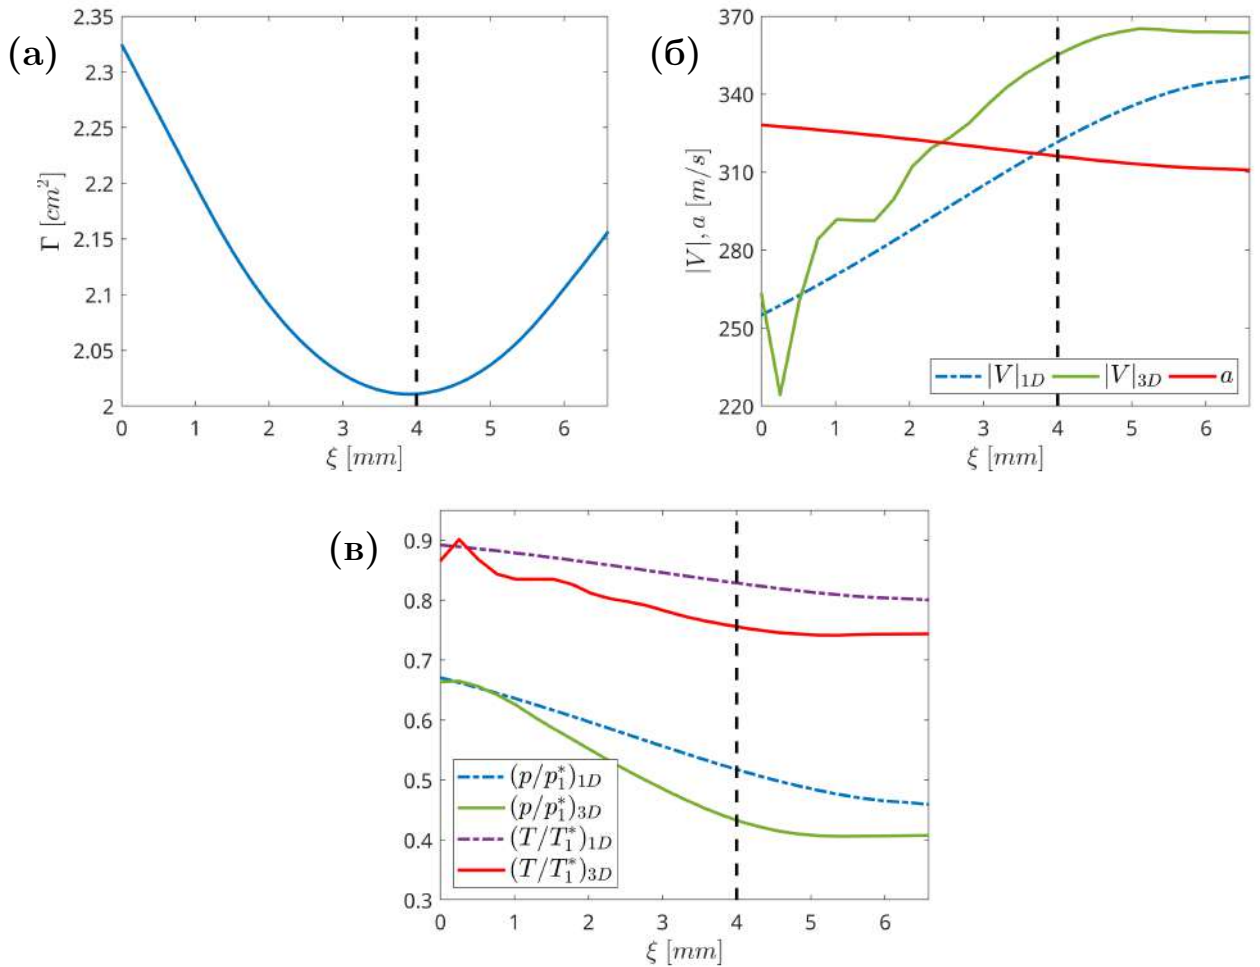 (а)
2.35
2.3
2.25
2.2
2.15
2.1
2.05
2
Γ [cm²]
0 1 2 3 4 5 6
ξ [mm]
(б)
370
340
310
280
250
220
|V|, a [m/s]
|V|1D |V|3D a
0 1 2 3 4 5 6
ξ [mm]
(в)
0.9
0.8
0.7
0.6
0.5
0.4
0.3
(p/p₁*)1D
(p/p₁*)3D
(T/T₁*)1D
(T/T₁*)3D
0 1 2 3 4 5 6
ξ [mm]